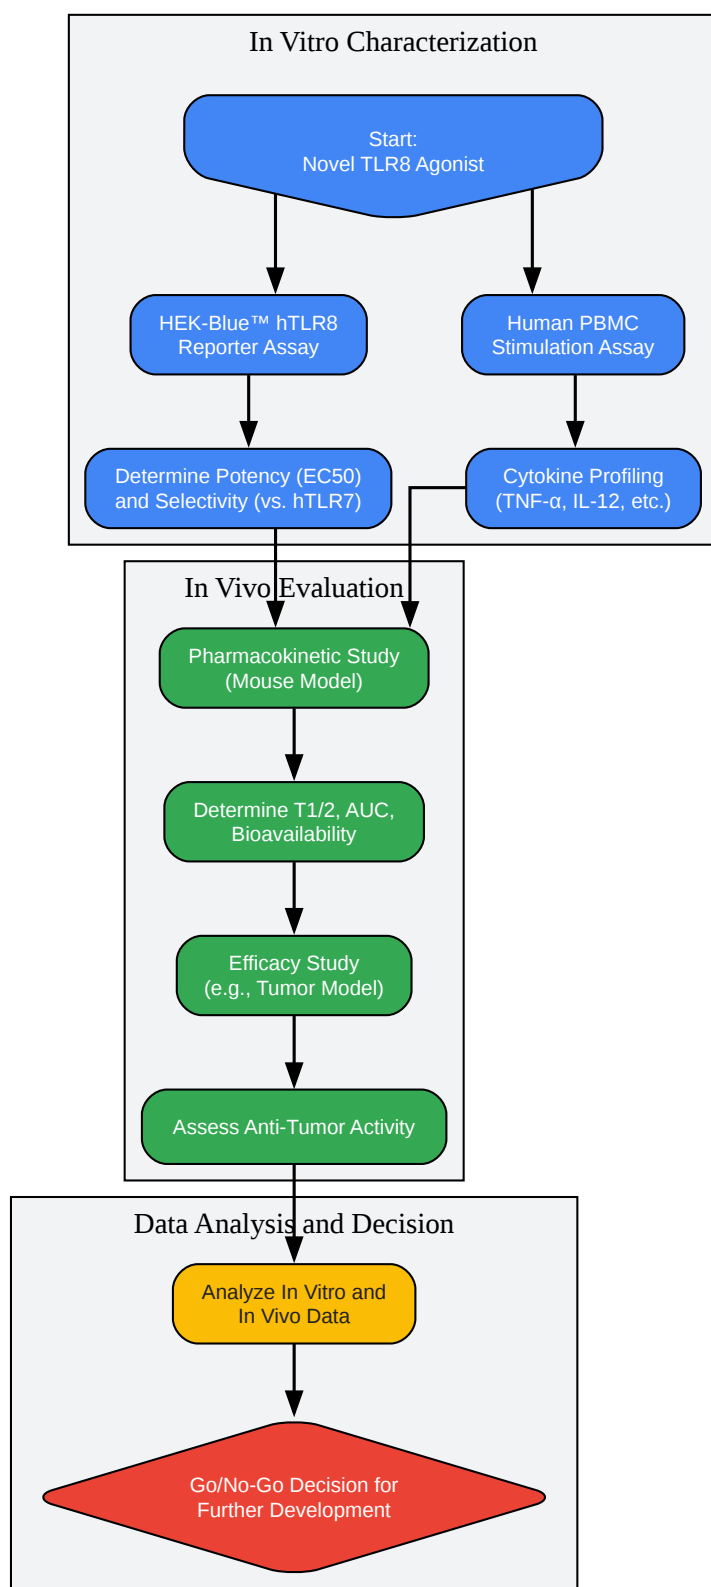 In Vitro Characterization
Start:
Novel TLR8 Agonist
HEK-Blue™ hTLR8
Reporter Assay
Human PBMC
Stimulation Assay
Determine Potency (EC50)
and Selectivity (vs. hTLR7)
Cytokine Profiling
(TNF-α, IL-12, etc.)
In Vivo Evaluation
Pharmacokinetic Study
(Mouse Model)
Determine T1/2, AUC,
Bioavailability
Efficacy Study
(e.g., Tumor Model)
Assess Anti-Tumor Activity
Data Analysis and Decision
Analyze In Vitro and
In Vivo Data
Go/No-Go Decision for
Further Development